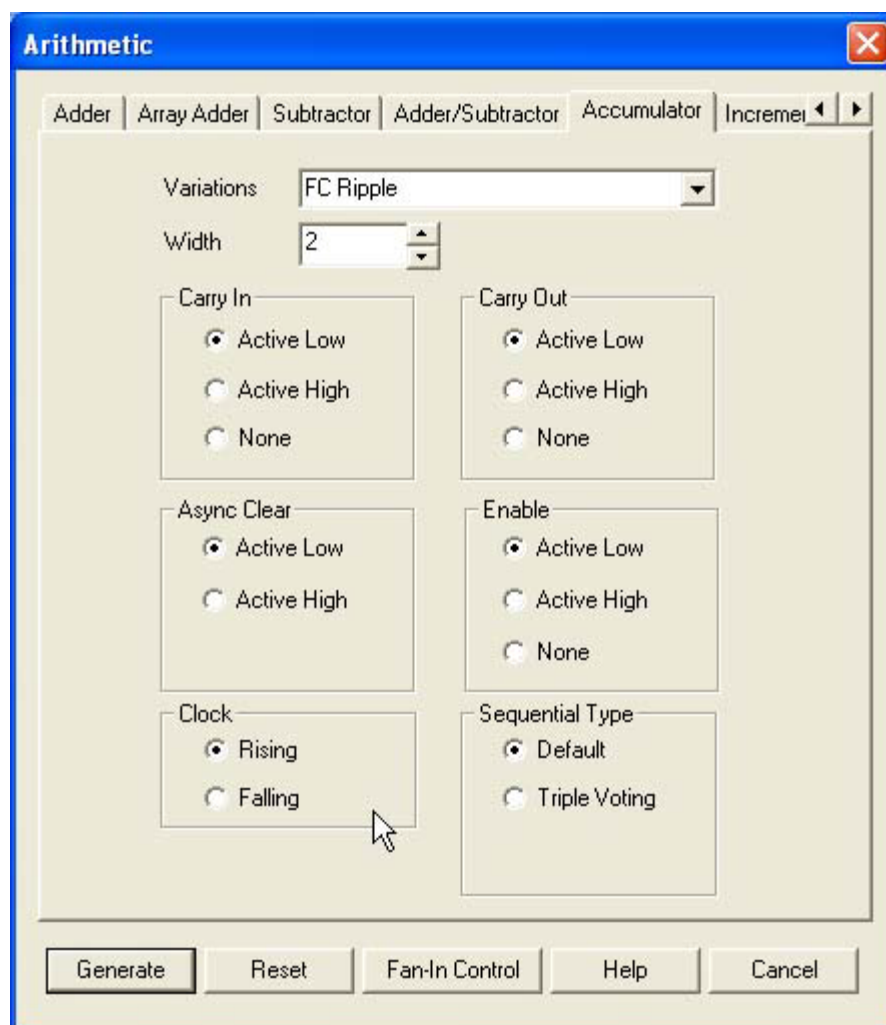 Arithmetic
Adder Array Adder Subtractor Adder/Subtractor Accumulator Incremei
Variations FC Ripple
Width 2
Carry In
Active Low
Active High
None
Carry Out
Active Low
Active High
None
Async Clear
Active Low
Active High
Enable
Active Low
Active High
None
Clock
Rising
Falling
Sequential Type
Default
Triple Voting
Generate Reset Fan-In Control Help Cancel